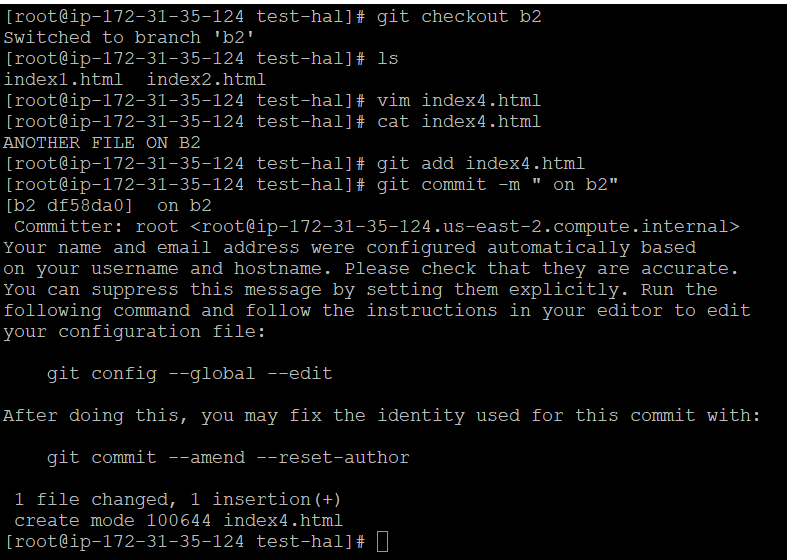 [root@ip-172-31-35-124 test-hal]# git checkout b2
Switched to branch 'b2'
[root@ip-172-31-35-124 test-hal]# ls
index1.html  index2.html
[root@ip-172-31-35-124 test-hal]# vim index4.html
[root@ip-172-31-35-124 test-hal]# cat index4.html
ANOTHER FILE ON B2
[root@ip-172-31-35-124 test-hal]# git add index4.html
[root@ip-172-31-35-124 test-hal]# git commit -m " on b2"
[b2 df58da0]  on b2
 Committer: root <root@ip-172-31-35-124.us-east-2.compute.internal>
Your name and email address were configured automatically based
on your username and hostname. Please check that they are accurate.
You can suppress this message by setting them explicitly. Run the
following command and follow the instructions in your editor to edit
your configuration file:

    git config --global --edit

After doing this, you may fix the identity used for this commit with:

    git commit --amend --reset-author

 1 file changed, 1 insertion(+)
 create mode 100644 index4.html
[root@ip-172-31-35-124 test-hal]#